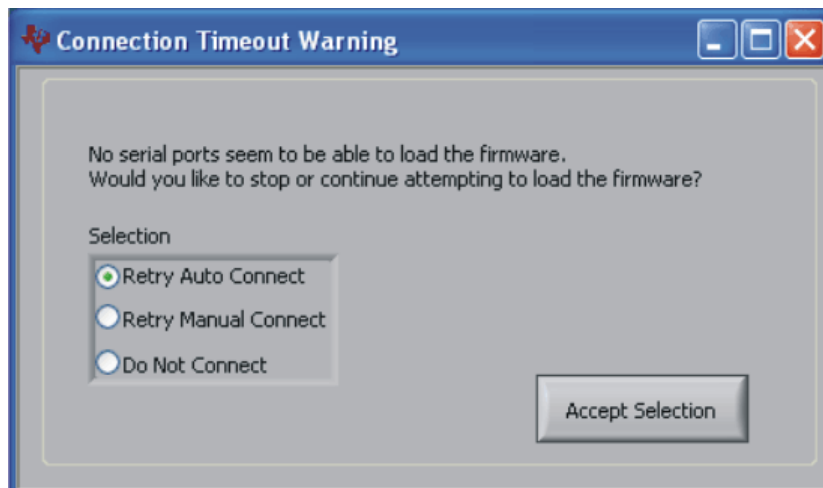 Connection Timeout Warning
No serial ports seem to be able to load the firmware.
Would you like to stop or continue attempting to load the firmware?
Selection
Retry Auto Connect
Retry Manual Connect
Do Not Connect
Accept Selection